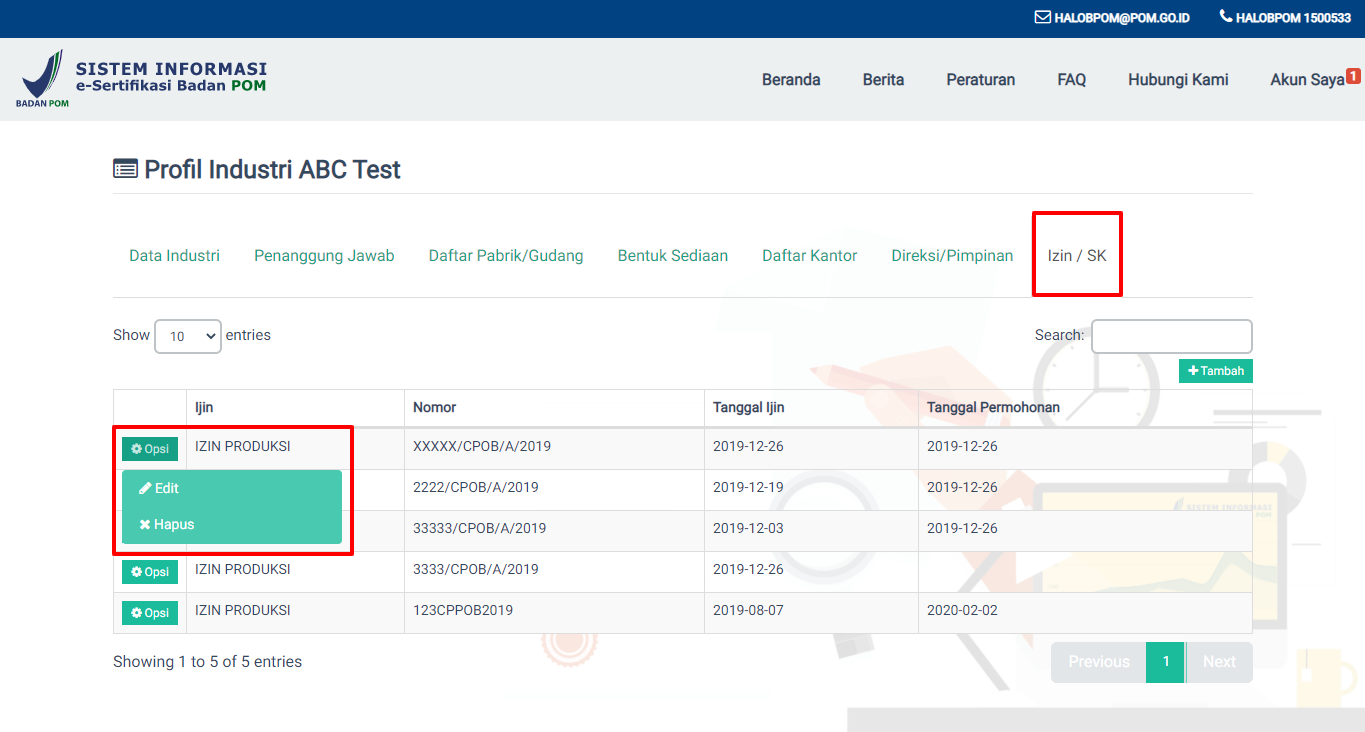 HALOBPOM@POM.GO.ID HALOBPOM 1500533
SISTEM INFORMASI
e-Sertifikasi Badan POM
BADAN POM
Beranda Berita Peraturan FAQ Hubungi Kami Akun Saya 1
Profil Industri ABC Test
Data Industri Penanggung Jawab Daftar Pabrik/Gudang Bentuk Sediaan Daftar Kantor Direksi/Pimpinan Izin / SK
Show 10 entries Search:
Tambah
Ijin Nomor Tanggal Ijin Tanggal Permohonan
Opsi IZIN PRODUKSI XXXXX/CPOB/A/2019 2019-12-26 2019-12-26
Edit 2222/CPOB/A/2019 2019-12-19 2019-12-26
Hapus 33333/CPOB/A/2019 2019-12-03 2019-12-26
Opsi IZIN PRODUKSI 3333/CPOB/A/2019 2019-12-26
Opsi IZIN PRODUKSI 123CPPOB2019 2019-08-07 2020-02-02
SISTEM INFORMASI
POM
Showing 1 to 5 of 5 entries Previous 1 Next